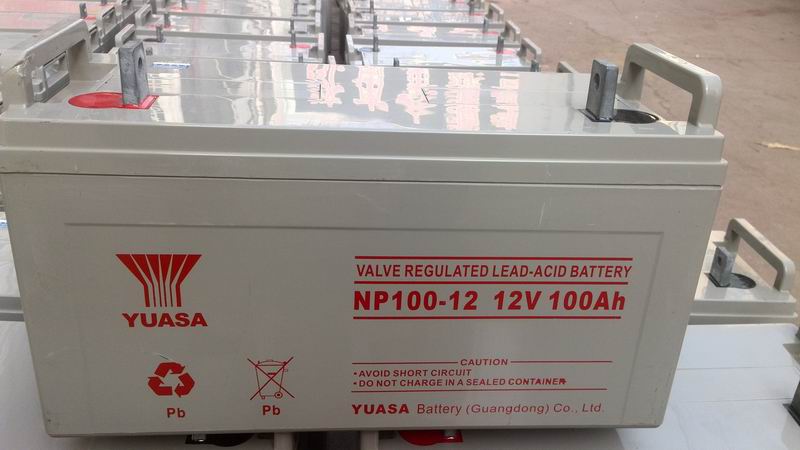 YUASA
VALVE REGULATED LEAD-ACID BATTERY
NP100-12 12V 100Ah
CAUTION
• AVOID SHORT CIRCUIT
• DO NOT CHARGE IN A SEALED CONTAINER
Pb
Pb
YUASA Battery (Guangdong) Co., Ltd.